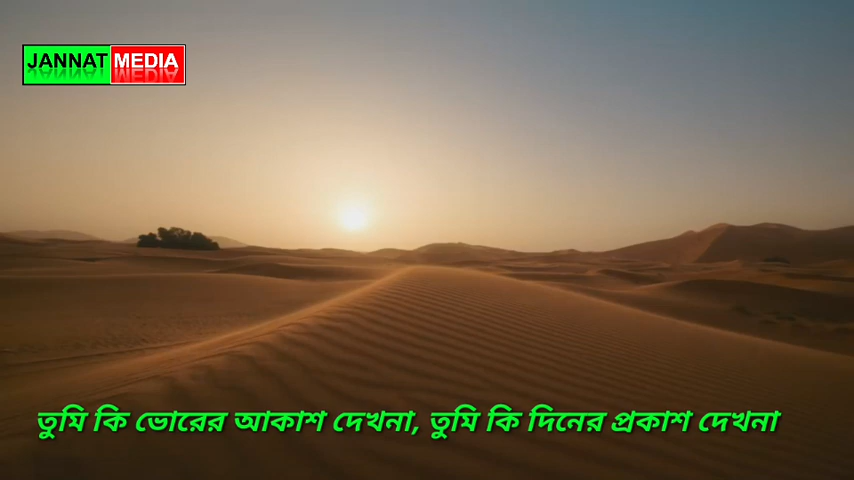 JANNAT MEDIA
তুমি কি ভোরের আকাশ দেখনা, তুমি কি দিনের প্রকাশ দেখনা